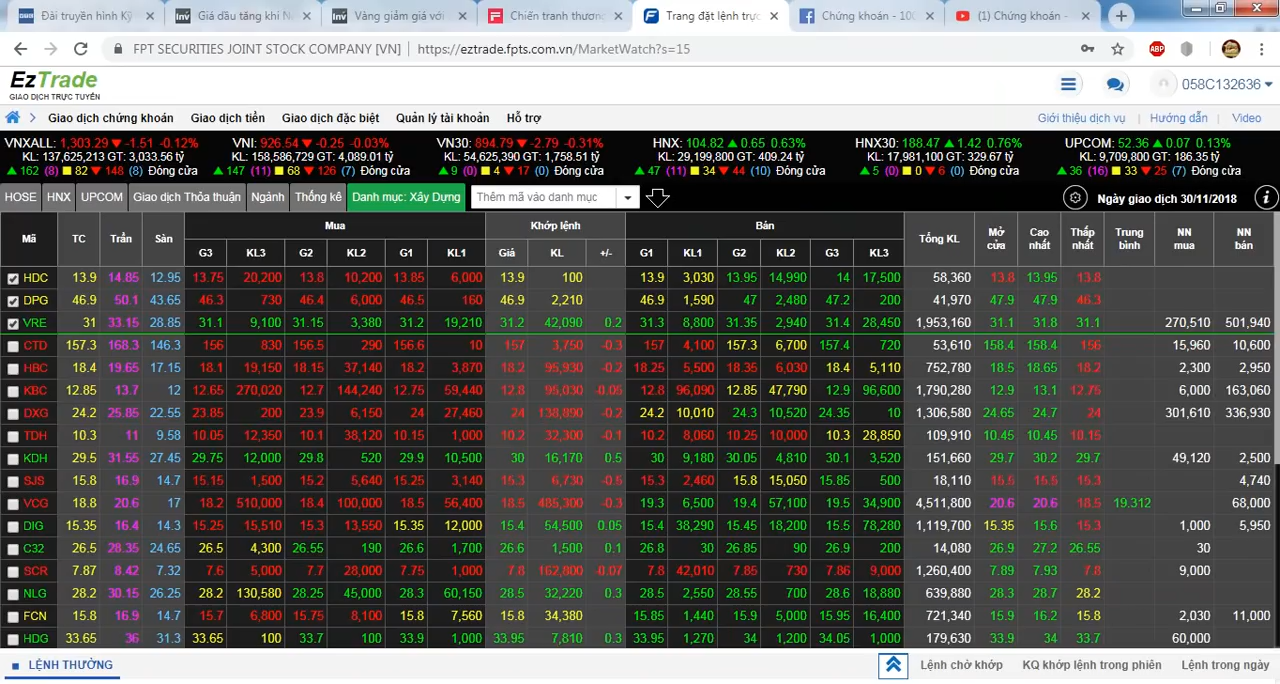 Đài truyền hình Kỹ
Giá dầu tăng khi N
Vàng giảm giá với
Chiến tranh thương
Trang đặt lệnh trực
Chứng khoán - 100
(1) Chứng khoán -
FPT SECURITIES JOINT STOCK COMPANY [VN] | https://eztrade.fpts.com.vn/MarketWatch?s=15
ABP
EzTrade
GIAO DỊCH TRỰC TUYẾN
058C132636
Giao dịch chứng khoán Giao dịch tiền Giao dịch đặc biệt Quản lý tài khoản Hỗ trợ
Giới thiệu dịch vụ | Hướng dẫn | Video
VNXALL: 1,303.29 ▼ -1.51 -0.12% VNI: 926.54 ▼ -0.25 -0.03% VN30: 894.79 ▼ -2.79 -0.31% HNX: 104.82 ▲ 0.65 0.63% HNX30: 188.47 ▲ 1.42 0.76% UPCOM: 52.36 ▲ 0.07 0.13%
KL: 137,625,213 GT: 3,033.56 tỷ KL: 158,586,729 GT: 4,089.01 tỷ KL: 54,625,390 GT: 1,758.51 tỷ KL: 29,199,800 GT: 409.24 tỷ KL: 17,981,100 GT: 329.67 tỷ KL: 9,709,800 GT: 186.35 tỷ
▲ 162 (8) 82 ▼ 148 (8) Đóng cửa ▲ 147 (11) 68 ▼ 126 (7) Đóng cửa ▲ 9 (0) 4 ▼ 17 (0) Đóng cửa ▲ 47 (11) 34 ▼ 44 (10) Đóng cửa ▲ 5 (0) 0 ▼ 6 (0) Đóng cửa ▲ 36 (16) 33 ▼ 25 (7) Đóng cửa
HOSE HNX UPCOM Giao dịch Thỏa thuận Ngành Thống kê Danh mục: Xây Dựng Thêm mã vào danh mục Ngày giao dịch 30/11/2018
Mã TC Trần Sàn Mua Khớp lệnh Bán Tổng KL Mở cửa Cao nhất Thấp nhất Trung bình NN mua NN bán
G3 KL3 G2 KL2 G1 KL1 Giá KL +/- G1 KL1 G2 KL2 G3 KL3
HDC 13.9 14.85 12.95 13.75 20,200 13.8 10,200 13.85 6,000 13.9 100 13.9 3,030 13.95 14,990 14 17,500 58,360 13.8 13.95 13.8
DPG 46.9 50.1 43.65 46.3 730 46.4 6,000 46.5 160 46.9 2,210 46.9 1,590 47 2,480 47.2 200 41,970 47.9 47.9 46.3
VRE 31 33.15 28.85 31.1 9,100 31.15 3,380 31.2 19,210 31.2 42,090 0.2 31.3 8,800 31.35 2,940 31.4 28,450 1,953,160 31.1 31.8 31.1 270,510 501,940
CTD 157.3 168.3 146.3 156 830 156.5 290 156.6 10 157 3,750 -0.3 157 4,100 157.3 6,700 157.4 720 53,610 158.4 158.4 156 15,960 10,600
HBC 18.4 19.65 17.15 18.1 19,150 18.15 37,140 18.2 3,870 18.2 95,930 -0.2 18.25 5,500 18.35 6,030 18.4 5,110 752,780 18.5 18.65 18.2 2,300 2,950
KBC 12.85 13.7 12 12.65 270,020 12.7 144,240 12.75 59,440 12.8 95,030 -0.05 12.8 96,090 12.85 47,790 12.9 96,600 1,790,280 12.9 13.1 12.75 6,000 163,060
DXG 24.2 25.85 22.55 23.85 200 23.9 6,150 24 27,460 24 138,890 -0.2 24.2 10,010 24.3 10,520 24.35 10 1,306,580 24.65 24.7 24 301,610 336,930
TDH 10.3 11 9.58 10.05 12,350 10.1 38,120 10.15 1,000 10.2 32,300 -0.1 10.2 8,060 10.25 10,000 10.3 28,850 109,910 10.45 10.45 10.15
KDH 29.5 31.55 27.45 29.75 12,000 29.8 520 29.9 10,500 30 16,170 0.5 30 9,180 30.05 4,810 30.1 3,520 151,660 29.7 30.2 29.7 49,120 2,500
SJS 15.8 16.9 14.7 15.15 1,500 15.2 5,640 15.25 3,140 15.3 6,730 -0.5 15.3 2,460 15.8 15,050 15.85 500 18,110 15.5 15.5 15.3 4,740
VCG 18.8 20.6 17 18.2 510,000 18.4 100,000 18.5 56,400 18.5 485,300 -0.3 19.3 6,500 19.4 57,100 19.5 34,900 4,511,800 20.6 20.6 18.5 19.312 68,000
DIG 15.35 16.4 14.3 15.25 15,510 15.3 13,550 15.35 12,000 15.4 54,500 0.05 15.4 38,290 15.45 18,200 15.5 78,280 1,119,700 15.35 15.6 15.3 1,000 5,950
C32 26.5 28.35 24.65 26.5 4,300 26.55 190 26.6 1,700 26.6 1,500 0.1 26.8 30 26.85 90 26.9 200 14,080 26.9 27.2 26.55 30
SCR 7.87 8.42 7.32 7.6 5,000 7.7 28,000 7.75 1,000 7.8 162,800 -0.07 7.8 42,010 7.85 730 7.86 9,000 1,260,400 7.89 7.93 7.8 9,000
NLG 28.2 30.15 26.25 28.2 130,580 28.25 45,000 28.3 60,150 28.5 32,220 0.3 28.5 2,550 28.55 700 28.6 18,880 639,880 28.3 28.7 28.2
FCN 15.8 16.9 14.7 15.7 6,800 15.75 8,100 15.8 7,560 15.8 34,380 15.85 1,440 15.9 5,000 15.95 16,400 721,340 15.9 16.2 15.8 2,030 11,000
HDG 33.65 36 31.3 33.65 100 33.7 100 33.9 1,000 33.95 7,810 0.3 33.95 1,270 34 1,200 34.05 1,000 179,630 33.9 34 33.7 60,000
LỆNH THƯỜNG Lệnh chờ khớp KQ khớp lệnh trong phiên Lệnh trong ngày